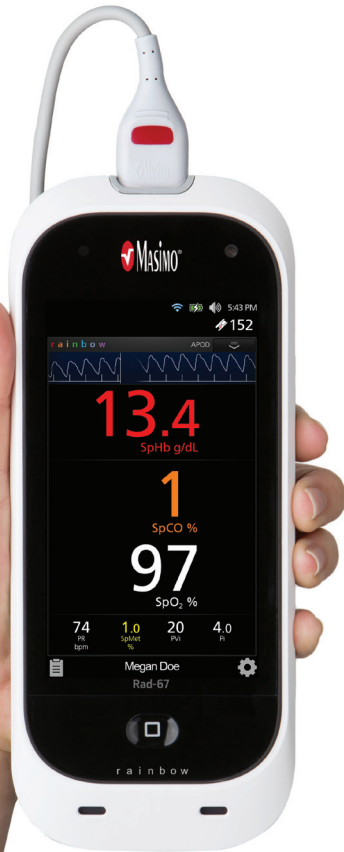 MASIMO®
5:43 PM
152
rainbow
APOD
13.4
SpHb g/dL
1
SpCO %
97
SpO₂ %
74 1.0 20 4.0
PR SpMet PVi Pi
bpm %
Megan Doe
Rad-67
rainbow